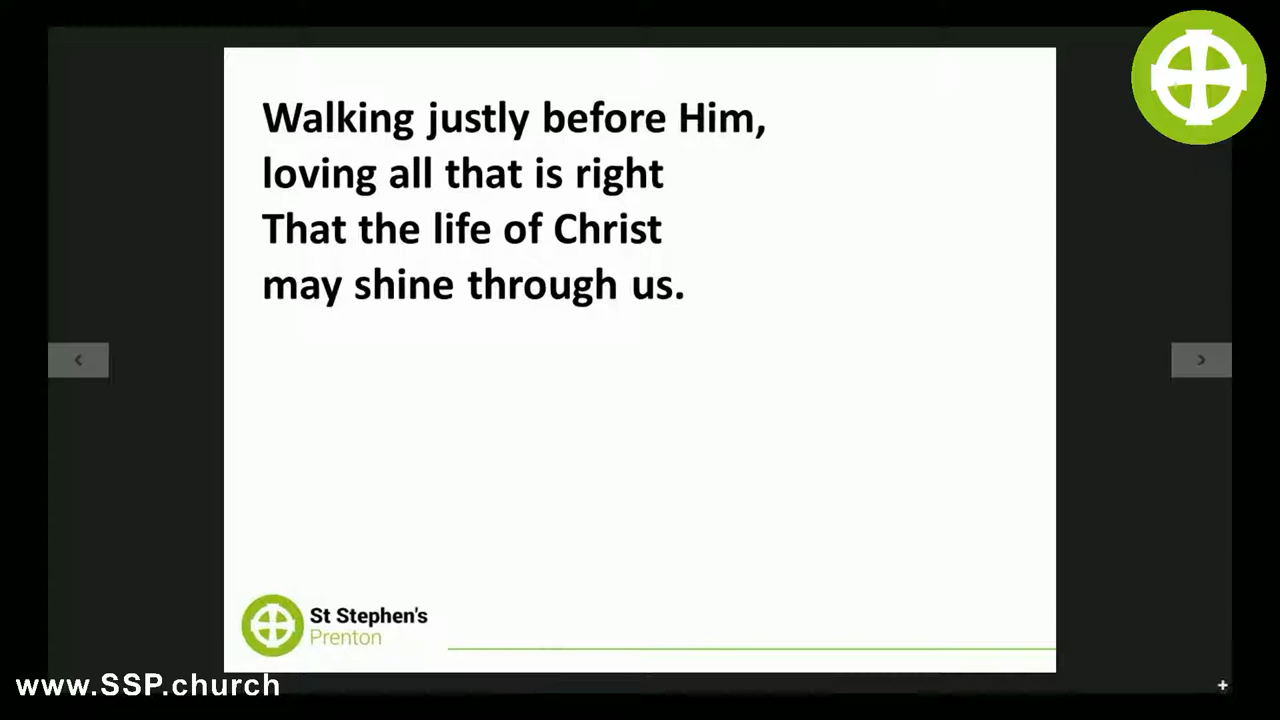 Walking justly before Him,
loving all that is right
That the life of Christ
may shine through us.
St Stephen's
Prenton
www.SSP.church